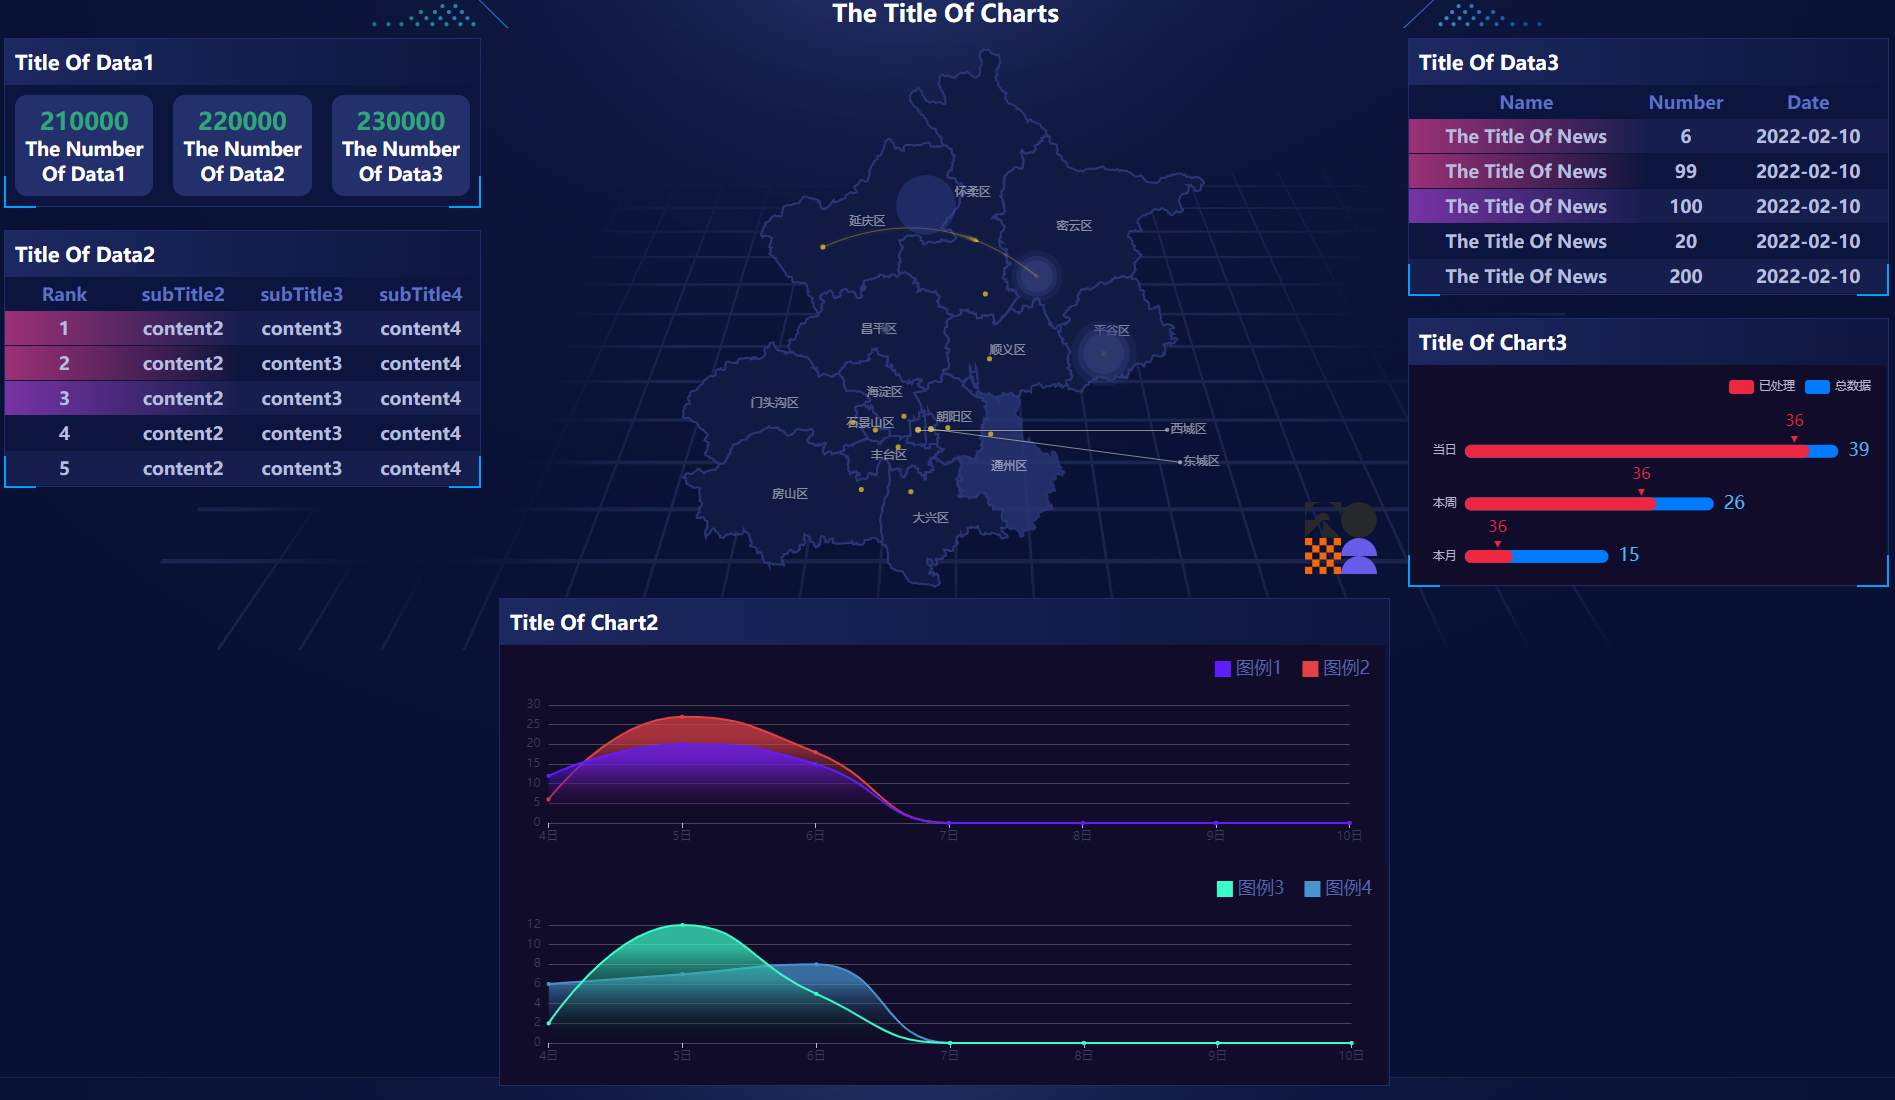 The Title Of Charts
Title Of Data1
210000
The Number
Of Data1
220000
The Number
Of Data2
230000
The Number
Of Data3
Title Of Data2
Rank subTitle2 subTitle3 subTitle4
1 content2 content3 content4
2 content2 content3 content4
3 content2 content3 content4
4 content2 content3 content4
5 content2 content3 content4
怀柔区
延庆区
密云区
昌平区
平谷区
顺义区
海淀区
门头沟区
石景山区
朝阳区
西城区
丰台区
东城区
通州区
房山区
大兴区
Title Of Chart2
图例1 图例2
30
25
20
15
10
5
0
4日 5日 6日 7日 8日 9日 10日
图例3 图例4
12
10
8
6
4
2
0
4日 5日 6日 7日 8日 9日 10日
Title Of Data3
Name Number Date
The Title Of News 6 2022-02-10
The Title Of News 99 2022-02-10
The Title Of News 100 2022-02-10
The Title Of News 20 2022-02-10
The Title Of News 200 2022-02-10
Title Of Chart3
已处理 总数据
36
当日 39
36
本周 26
36
本月 15